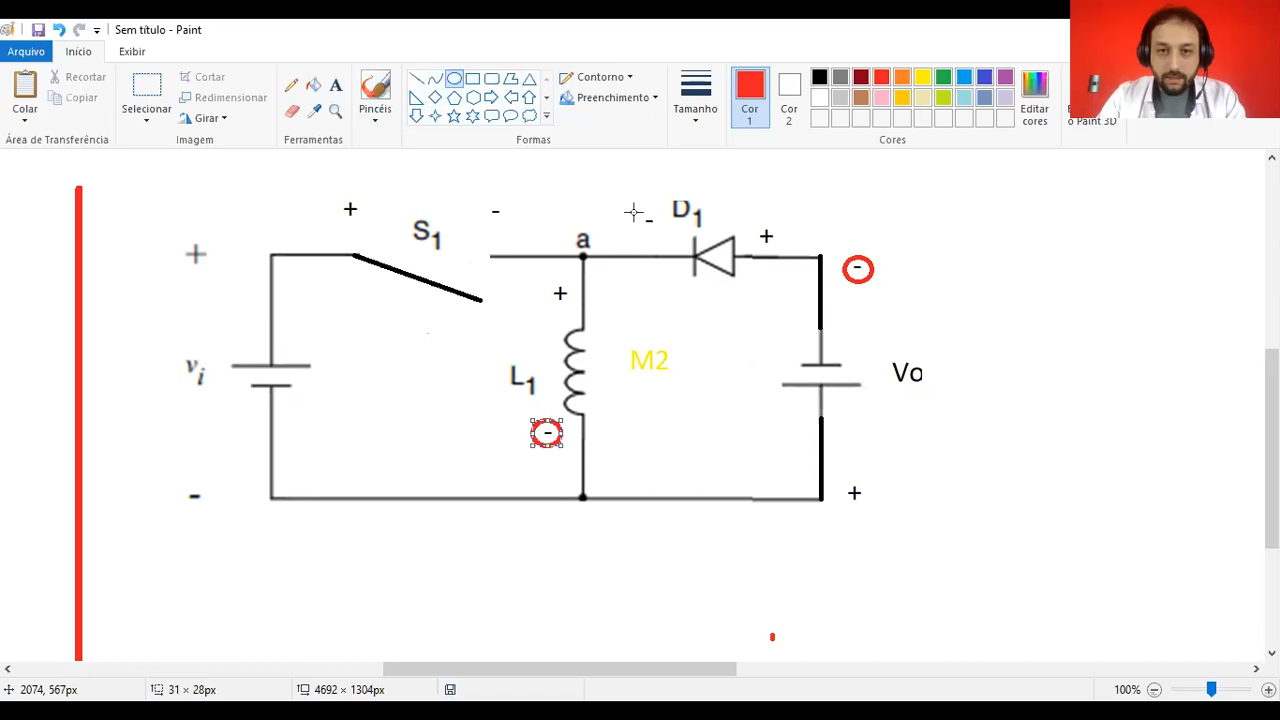 Sem título - Paint
Arquivo Início Exibir
Colar
Recortar
Copiar
Área de Transferência
Selecionar
Cortar
Redimensionar
Girar
Imagem
A
Ferramentas
Pincéis
Contorno
Preenchimento
Formas
Tamanho
Cor
1
Cor
2
Editar
cores
Cores
o Paint 3D
+ S1 - - D1 +
+ a -
+
vi L1 M2 Vo
-
- +
2074, 567px 31 × 28px 4692 × 1304px 100%